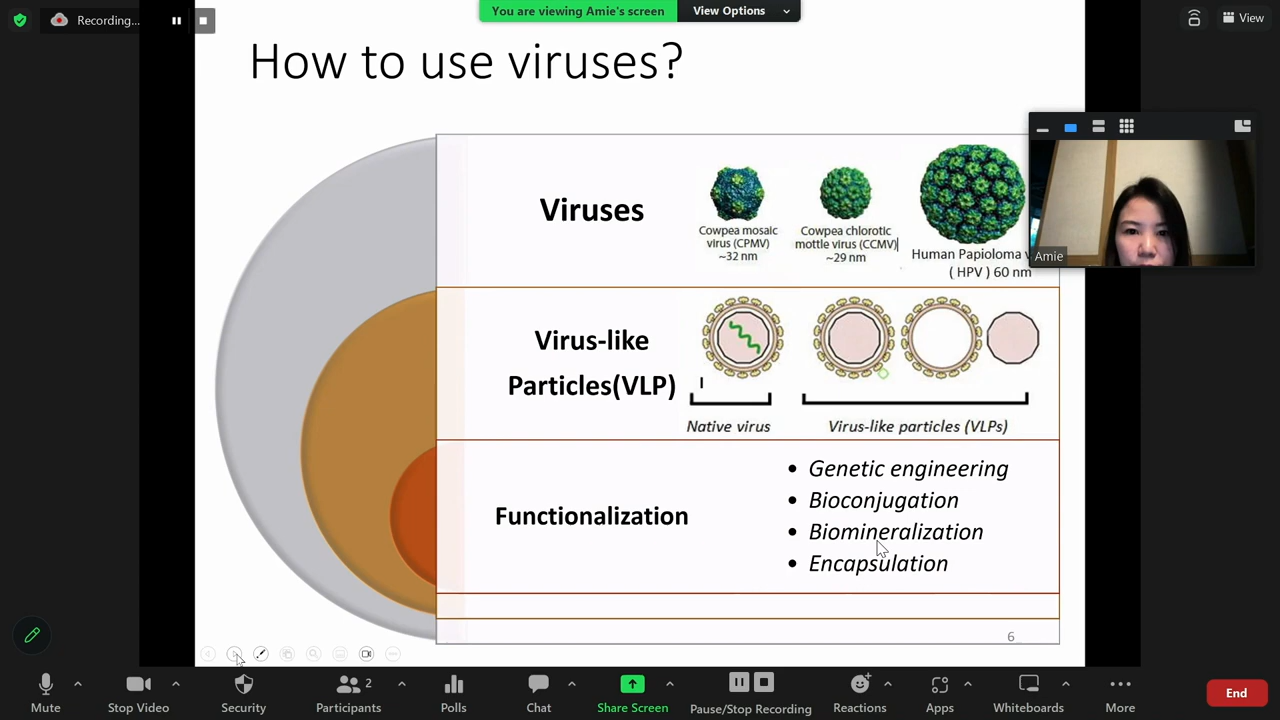 Recording...
You are viewing Amie's screen
View Options
View
How to use viruses?
Viruses
Cowpea mosaic
virus (CPMV)
~32 nm
Cowpea chlorotic
mottle virus (CCMV)
~29 nm
Human Papioloma
( HPV ) 60 nm
Amie
Virus-like
Particles(VLP)
Native virus
Virus-like particles (VLPs)
Functionalization
• Genetic engineering
• Bioconjugation
• Biomineralization
• Encapsulation
6
Mute
Stop Video
Security
2
Participants
Polls
Chat
Share Screen
Pause/Stop Recording
Reactions
Apps
Whiteboards
More
End